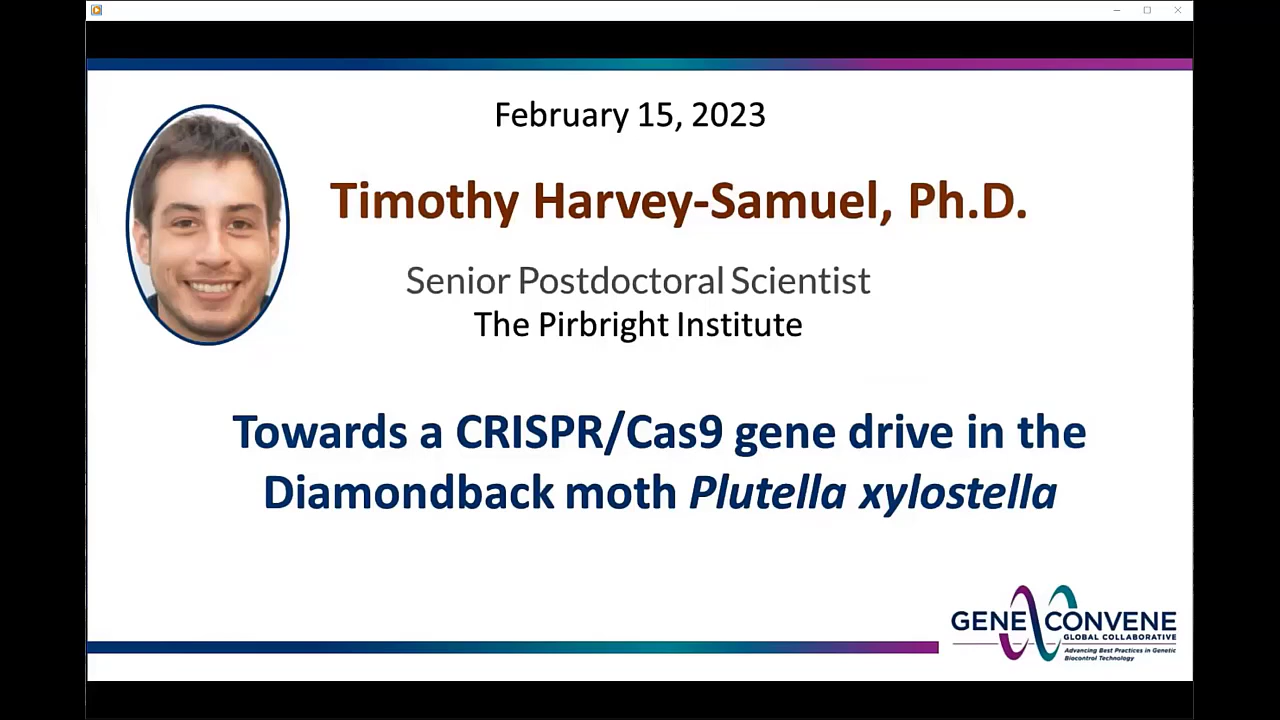 February 15, 2023
Timothy Harvey-Samuel, Ph.D.
Senior Postdoctoral Scientist
The Pirbright Institute
Towards a CRISPR/Cas9 gene drive in the
Diamondback moth Plutella xylostella
GENE CONVENE
GLOBAL COLLABORATIVE
Advancing Best Practices in Genetic
Biocontrol Technology